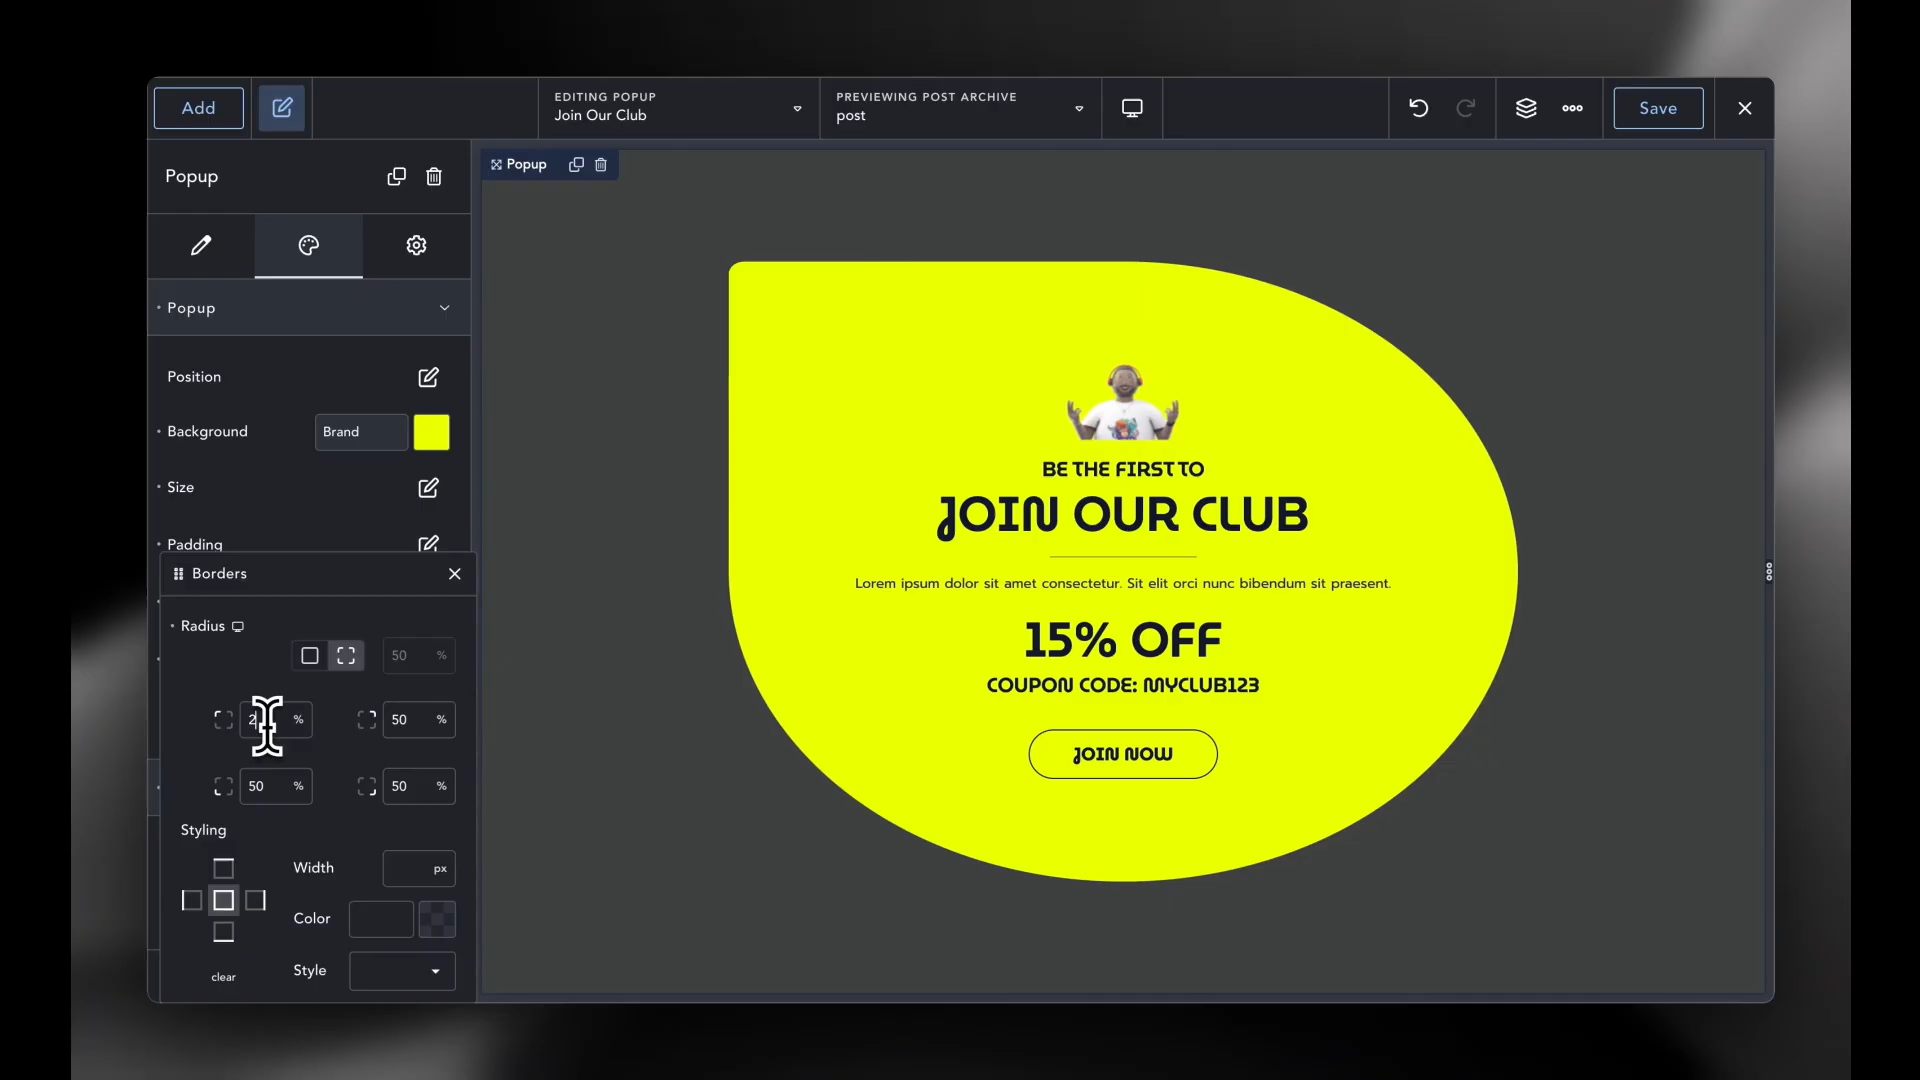 Add
EDITING POPUP
Join Our Club
PREVIEWING POST ARCHIVE
post
Save
Popup
Popup
Popup
Position
Background
Brand
Size
Padding
Borders
Radius
50 %
2 %
50 %
50 %
50 %
Styling
Width
px
Color
Style
clear
BE THE FIRST TO
JOIN OUR CLUB
Lorem ipsum dolor sit amet consectetur. Sit elit orci nunc bibendum sit praesent.
15% OFF
COUPON CODE: MYCLUB123
JOIN NOW